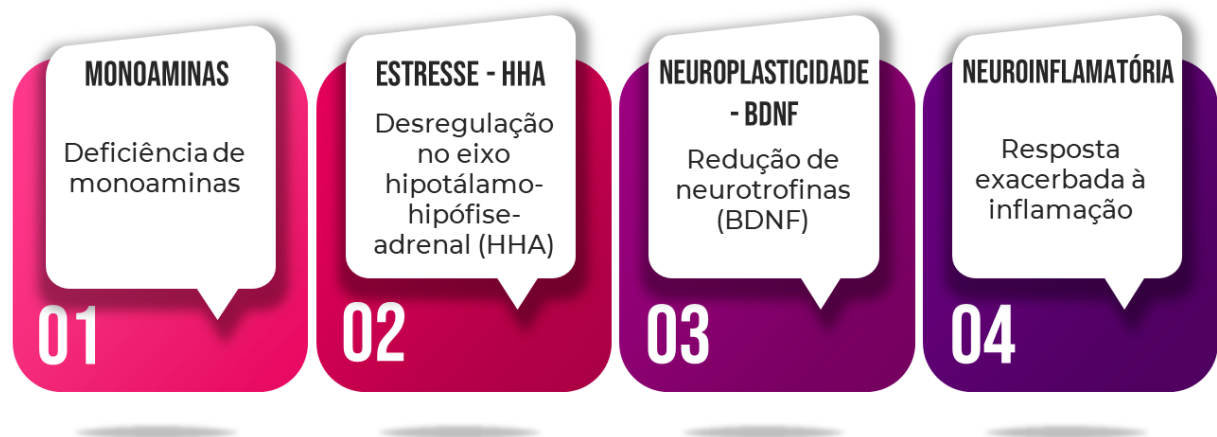 MONOAMINAS
Deficiência de
monoaminas
01
ESTRESSE - HHA
Desregulação
no eixo
hipotálamo-
hipófise-
adrenal (HHA)
02
NEUROPLASTICIDADE
- BDNF
Redução de
neurotrofinas
(BDNF)
03
NEUROINFLAMATÓRIA
Resposta
exacerbada à
inflamação
04